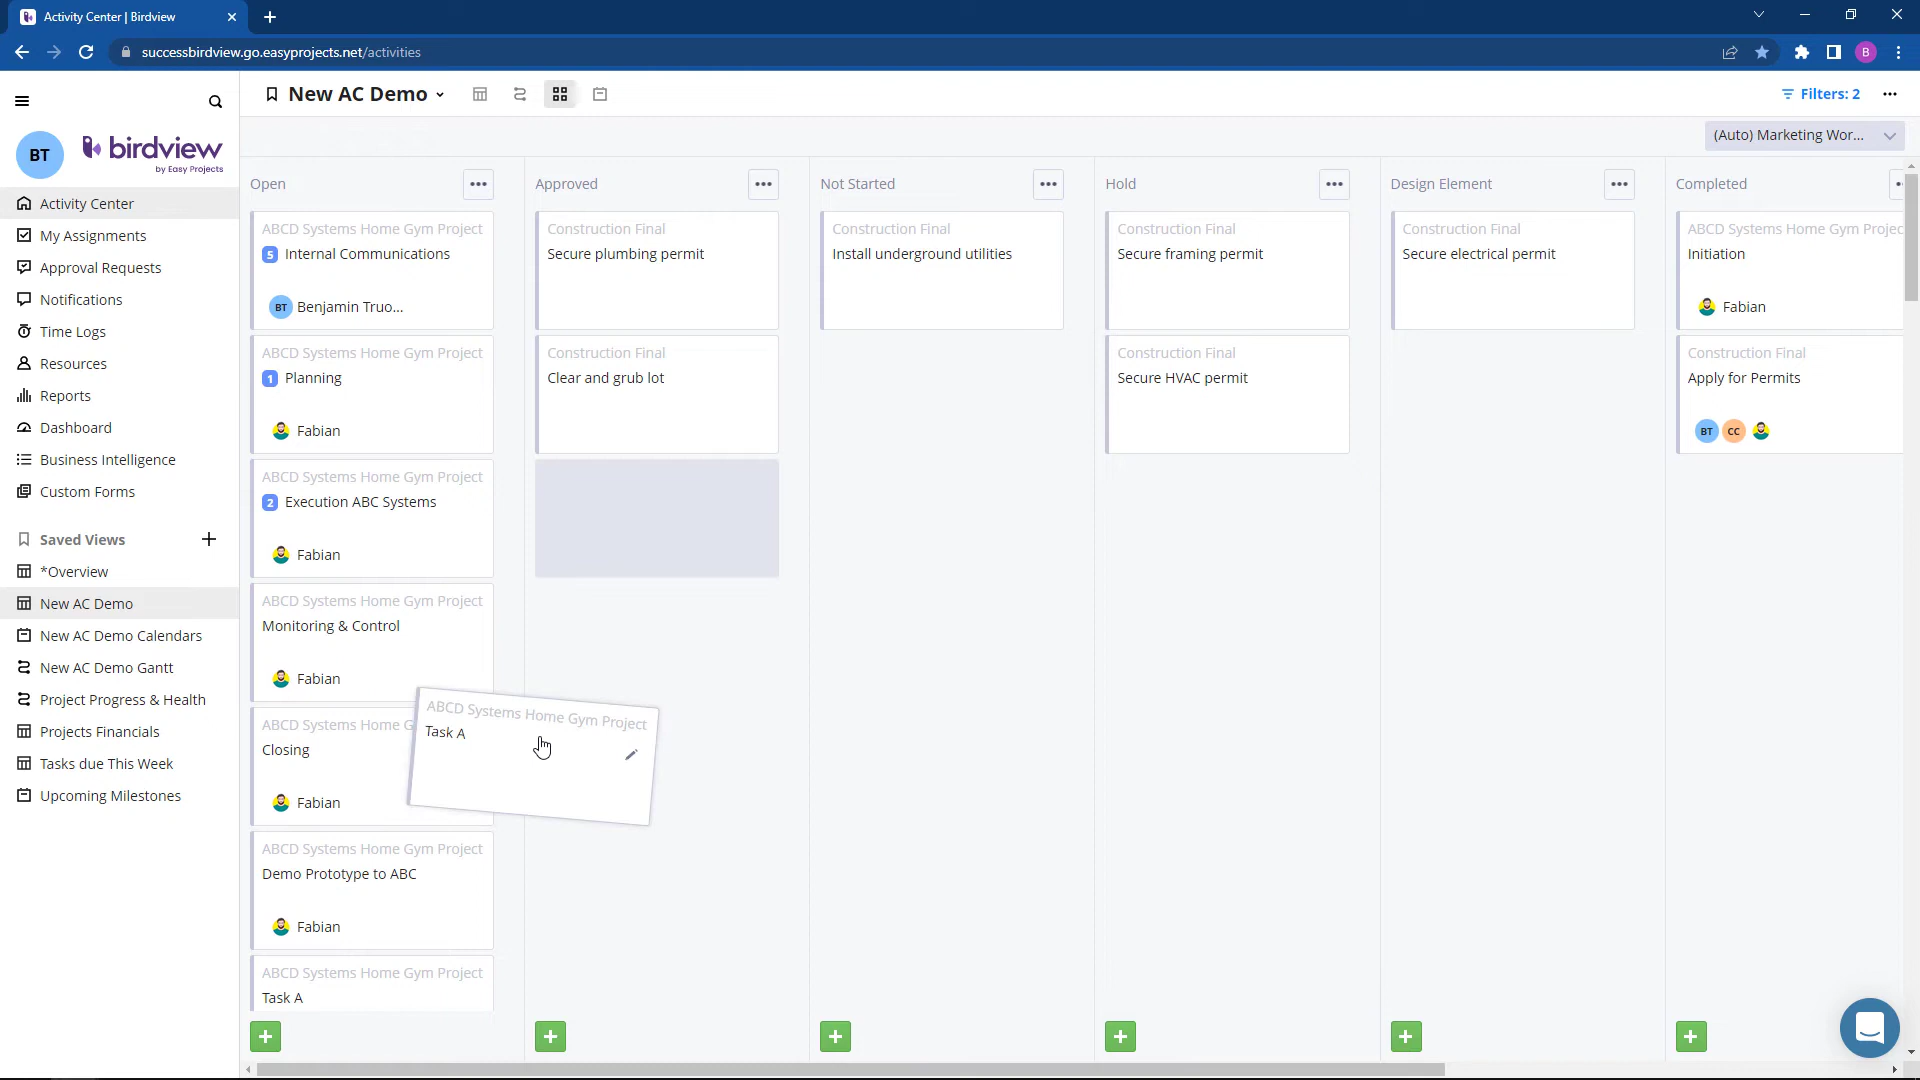 Activity Center | Birdview
successbirdview.go.easyprojects.net/activities
B
New AC Demo
Filters: 2
(Auto) Marketing Wor...
BT
birdview
by Easy Projects
Activity Center
My Assignments
Approval Requests
Notifications
Time Logs
Resources
Reports
Dashboard
Business Intelligence
Custom Forms
Saved Views
*Overview
New AC Demo
New AC Demo Calendars
New AC Demo Gantt
Project Progress & Health
Projects Financials
Tasks due This Week
Upcoming Milestones
Open
ABCD Systems Home Gym Project
5 Internal Communications
BT Benjamin Truo...
ABCD Systems Home Gym Project
1 Planning
Fabian
ABCD Systems Home Gym Project
2 Execution ABC Systems
Fabian
ABCD Systems Home Gym Project
Monitoring & Control
Fabian
ABCD Systems Home G
Closing
Fabian
ABCD Systems Home Gym Project
Demo Prototype to ABC
Fabian
ABCD Systems Home Gym Project
Task A
ABCD Systems Home Gym Project
Task A
Approved
Construction Final
Secure plumbing permit
Construction Final
Clear and grub lot
Not Started
Construction Final
Install underground utilities
Hold
Construction Final
Secure framing permit
Construction Final
Secure HVAC permit
Design Element
Construction Final
Secure electrical permit
Completed
ABCD Systems Home Gym Projec
Initiation
Fabian
Construction Final
Apply for Permits
BT CC